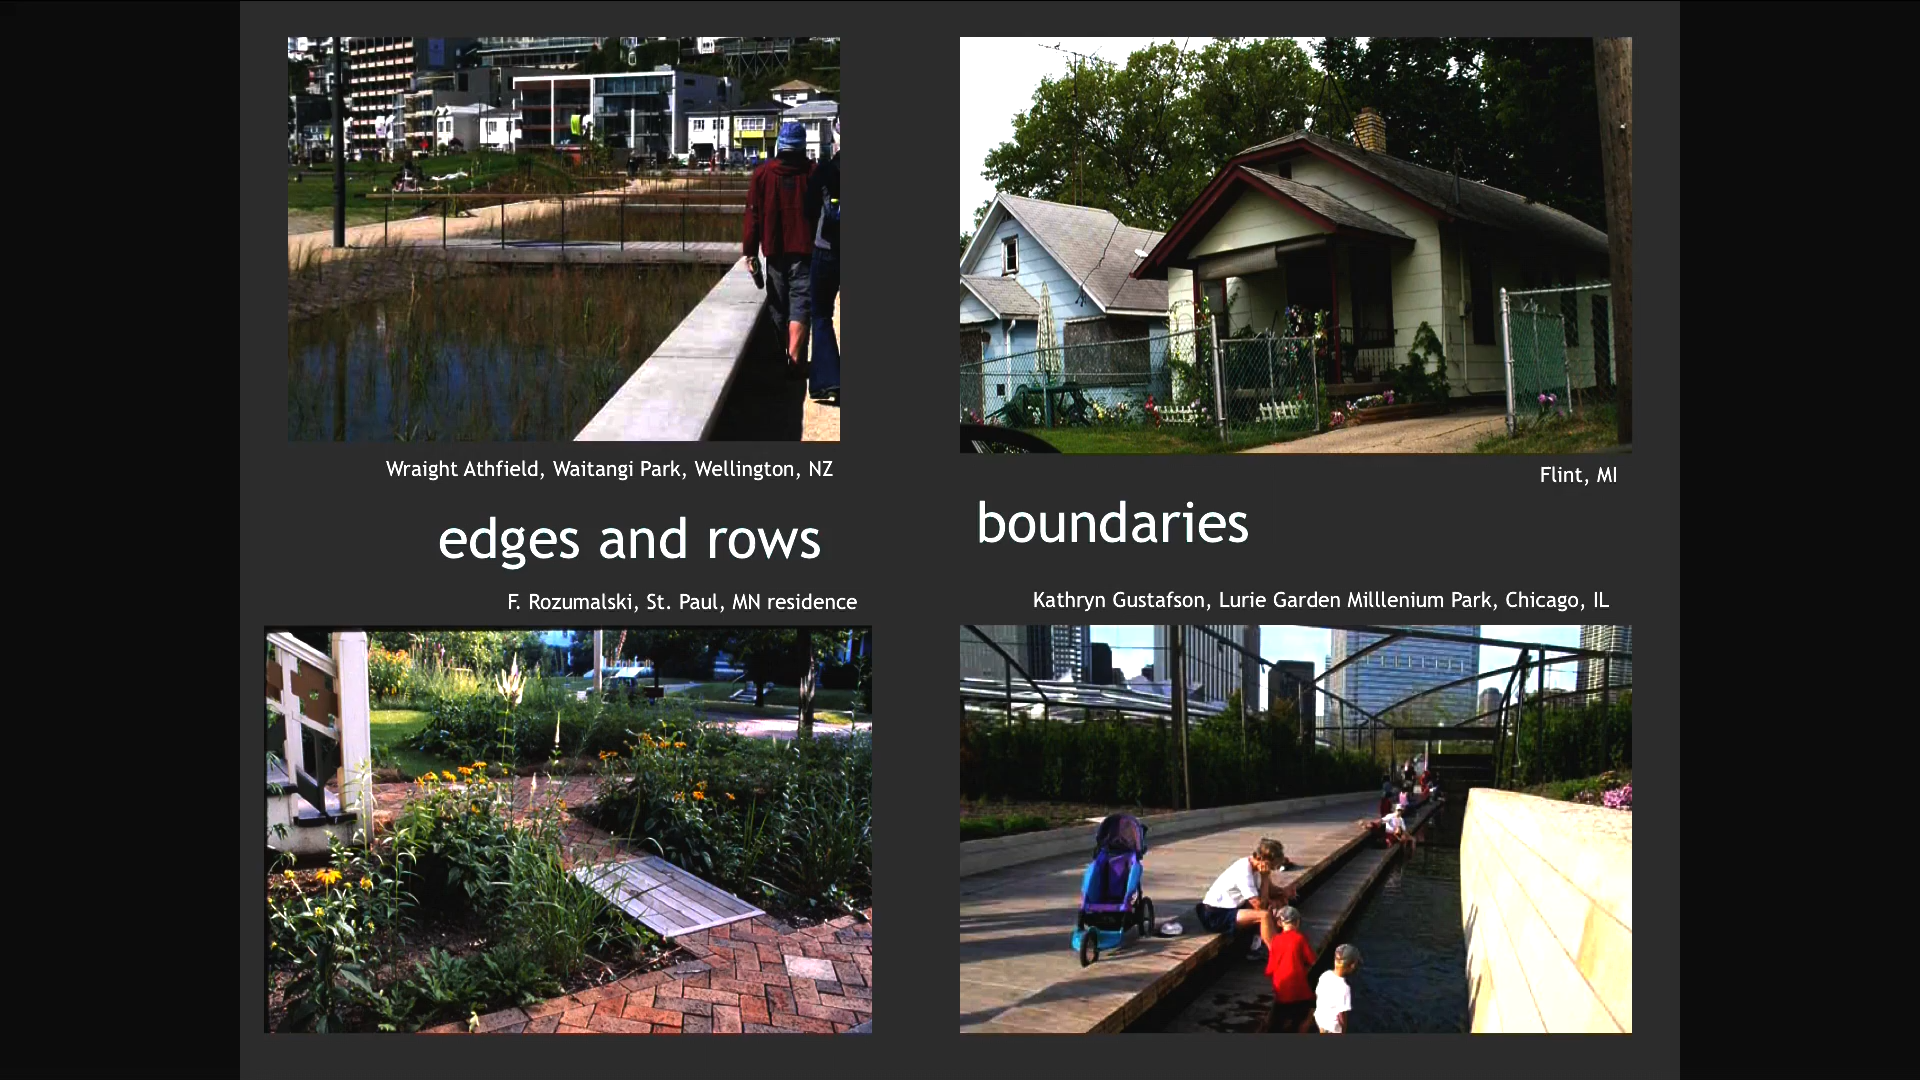 Wraight Athfield, Waitangi Park, Wellington, NZ
Flint, MI
edges and rows
boundaries
F. Rozumalski, St. Paul, MN residence
Kathryn Gustafson, Lurie Garden Milllenium Park, Chicago, IL